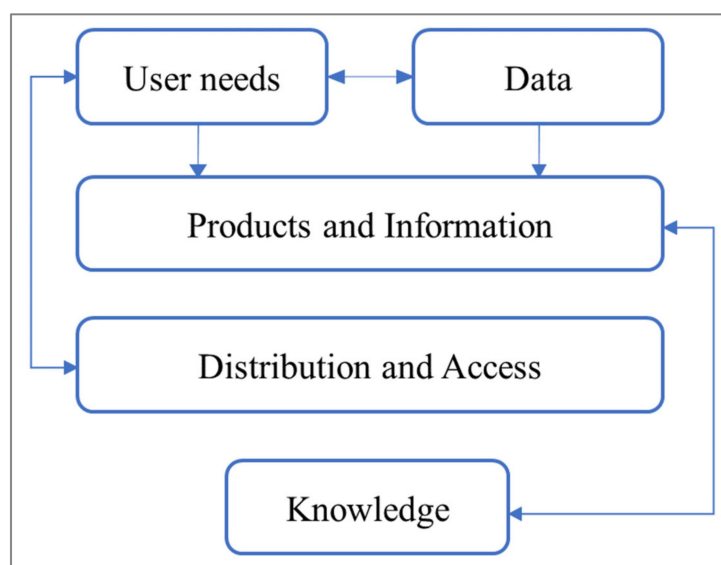 User needs
Data
Products and Information
Distribution and Access
Knowledge